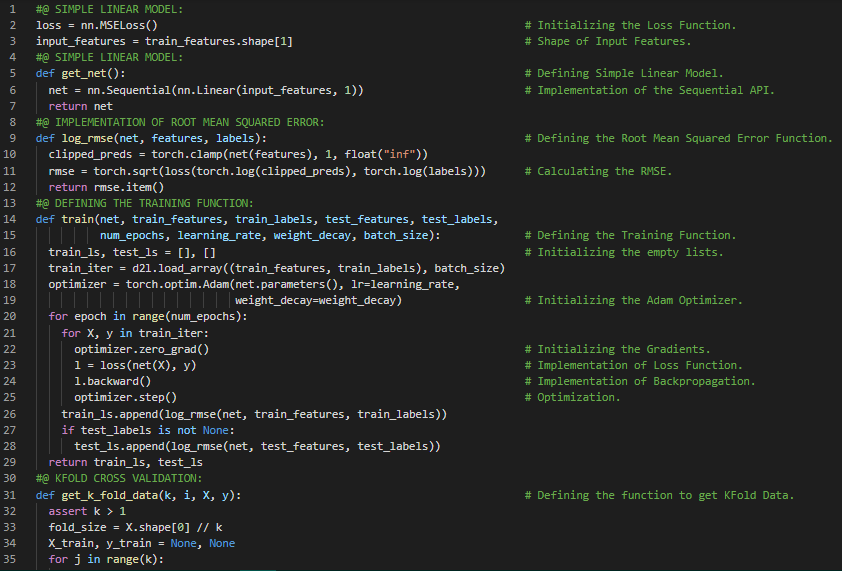 1 #@ SIMPLE LINEAR MODEL:
2 loss = nn.MSELoss() # Initializing the Loss Function.
3 input_features = train_features.shape[1] # Shape of Input Features.
4 #@ SIMPLE LINEAR MODEL:
5 def get_net(): # Defining Simple Linear Model.
6 net = nn.Sequential(nn.Linear(input_features, 1)) # Implementation of the Sequential API.
7 return net
8 #@ IMPLEMENTATION OF ROOT MEAN SQUARED ERROR:
9 def log_rmse(net, features, labels): # Defining the Root Mean Squared Error Function.
10 clipped_preds = torch.clamp(net(features), 1, float("inf"))
11 rmse = torch.sqrt(loss(torch.log(clipped_preds), torch.log(labels))) # Calculating the RMSE.
12 return rmse.item()
13 #@ DEFINING THE TRAINING FUNCTION:
14 def train(net, train_features, train_labels, test_features, test_labels,
15 num_epochs, learning_rate, weight_decay, batch_size): # Defining the Training Function.
16 train_ls, test_ls = [], [] # Initializing the empty lists.
17 train_iter = d2l.load_array((train_features, train_labels), batch_size)
18 optimizer = torch.optim.Adam(net.parameters(), lr=learning_rate,
19 weight_decay=weight_decay) # Initializing the Adam Optimizer.
20 for epoch in range(num_epochs):
21 for X, y in train_iter:
22 optimizer.zero_grad() # Initializing the Gradients.
23 l = loss(net(X), y) # Implementation of Loss Function.
24 l.backward() # Implementation of Backpropagation.
25 optimizer.step() # Optimization.
26 train_ls.append(log_rmse(net, train_features, train_labels))
27 if test_labels is not None:
28 test_ls.append(log_rmse(net, test_features, test_labels))
29 return train_ls, test_ls
30 #@ KFOLD CROSS VALIDATION:
31 def get_k_fold_data(k, i, X, y): # Defining the function to get KFold Data.
32 assert k > 1
33 fold_size = X.shape[0] // k
34 X_train, y_train = None, None
35 for j in range(k):